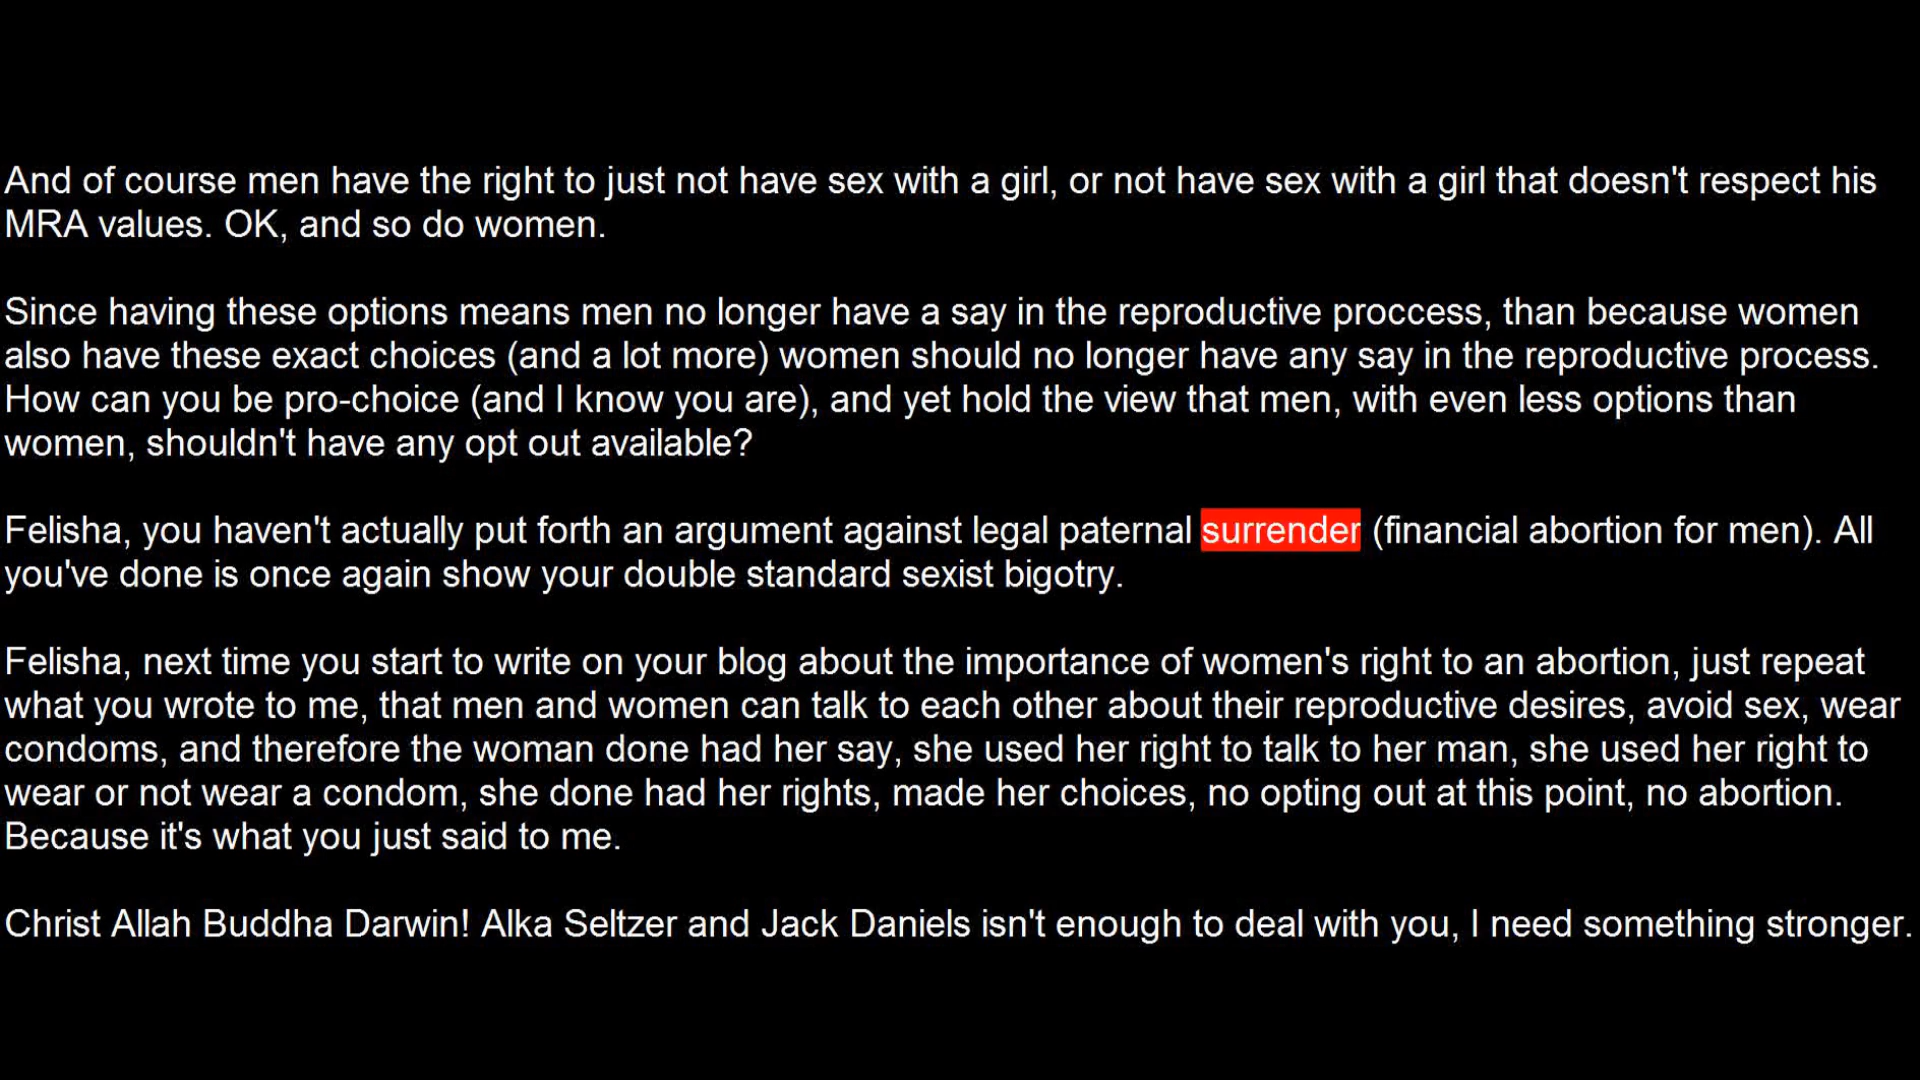 And of course men have the right to just not have sex with a girl, or not have sex with a girl that doesn't respect his
MRA values. OK, and so do women.
Since having these options means men no longer have a say in the reproductive proccess, than because women
also have these exact choices (and a lot more) women should no longer have any say in the reproductive process.
How can you be pro-choice (and I know you are), and yet hold the view that men, with even less options than
women, shouldn't have any opt out available?
Felisha, you haven't actually put forth an argument against legal paternal surrender (financial abortion for men). All
you've done is once again show your double standard sexist bigotry.
Felisha, next time you start to write on your blog about the importance of women's right to an abortion, just repeat
what you wrote to me, that men and women can talk to each other about their reproductive desires, avoid sex, wear
condoms, and therefore the woman done had her say, she used her right to talk to her man, she used her right to
wear or not wear a condom, she done had her rights, made her choices, no opting out at this point, no abortion.
Because it's what you just said to me.
Christ Allah Buddha Darwin! Alka Seltzer and Jack Daniels isn't enough to deal with you, I need something stronger.